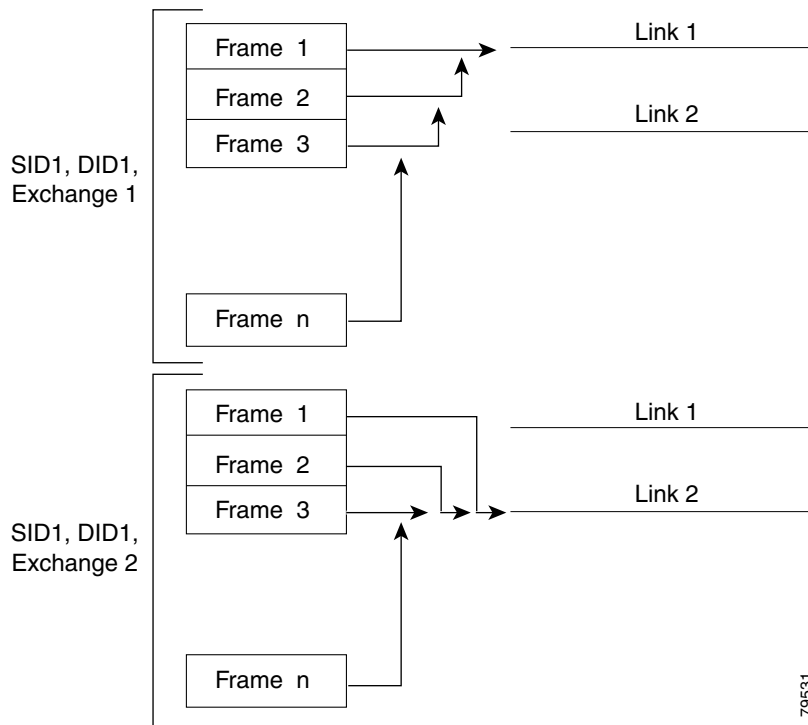 Frame 1
Link 1
Frame 2
Link 2
Frame 3
SID1, DID1,
Exchange 1
Frame n
Frame 1
Link 1
Frame 2
Frame 3
Link 2
SID1, DID1,
Exchange 2
Frame n
79531